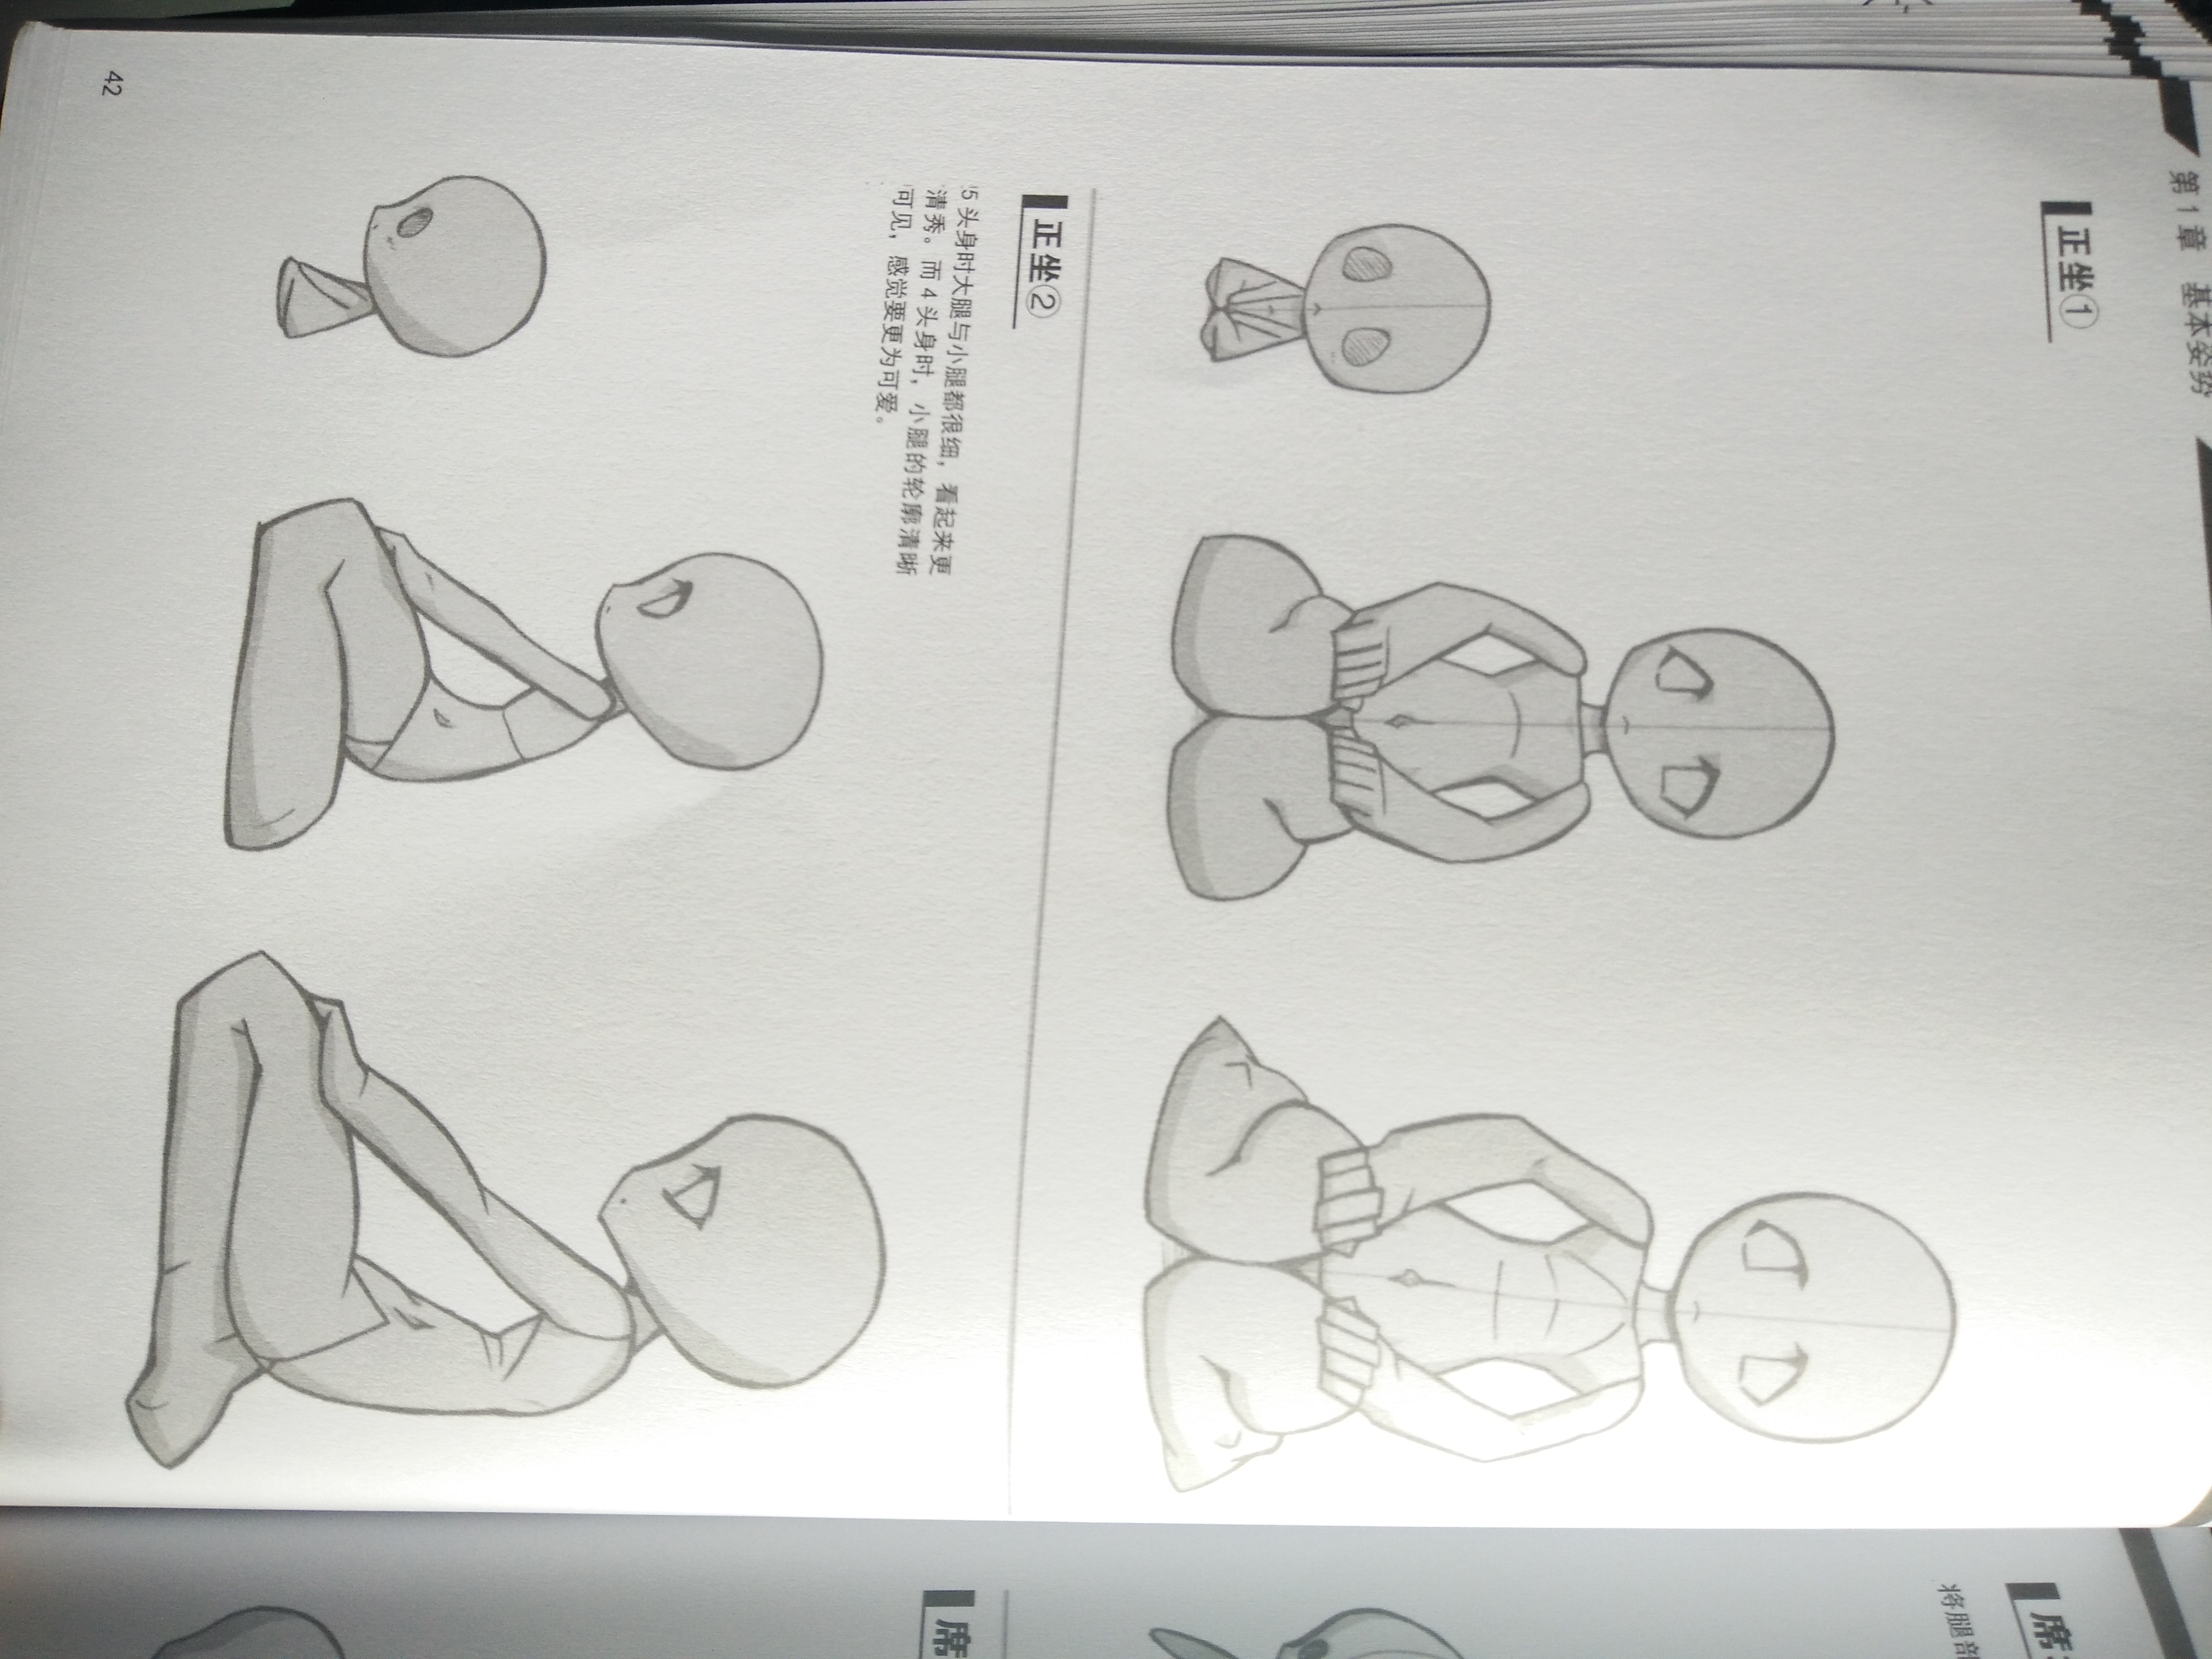 第1章 基本姿势
正坐①
正坐②
5头身时大腿与小腿都很细，看起来更
清秀。而4头身时，小腿的轮廓清晰
可见，感觉要更为可爱。
42
席
将腿部
席